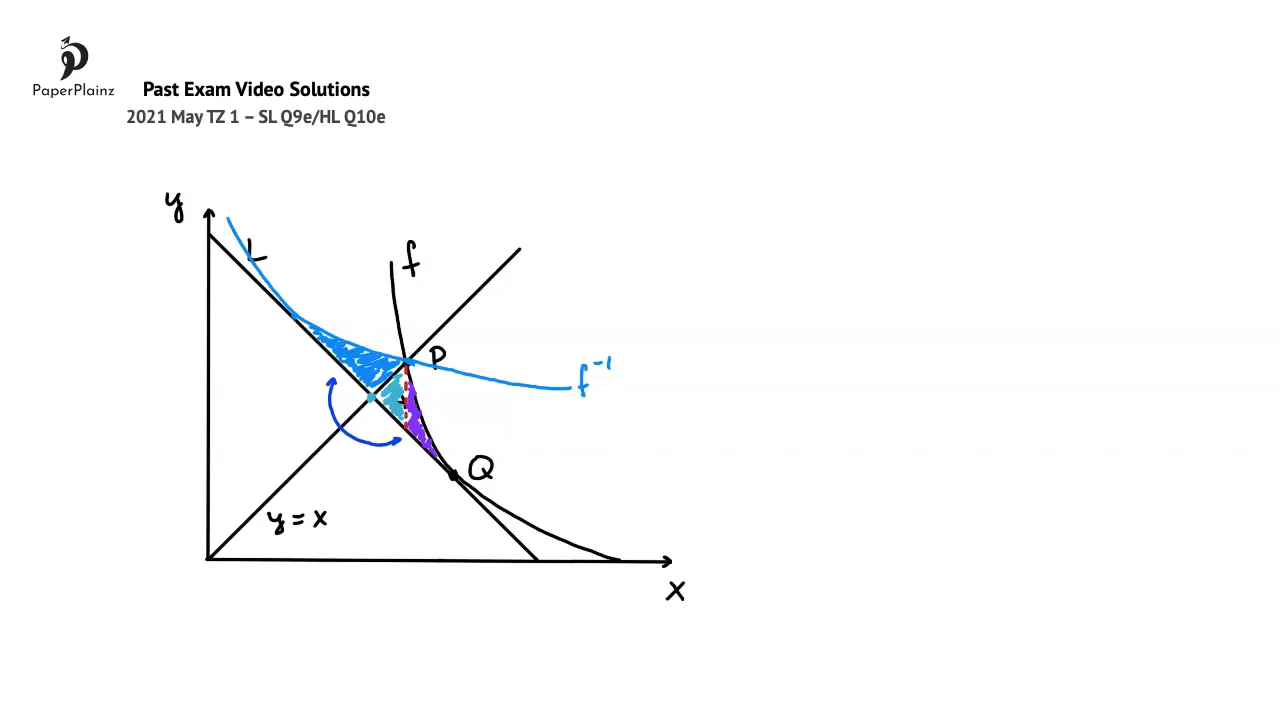 PaperPlainz
Past Exam Video Solutions
2021 May TZ 1 – SL Q9e/HL Q10e
y
L
f
P
f⁻¹
Q
y = x
x